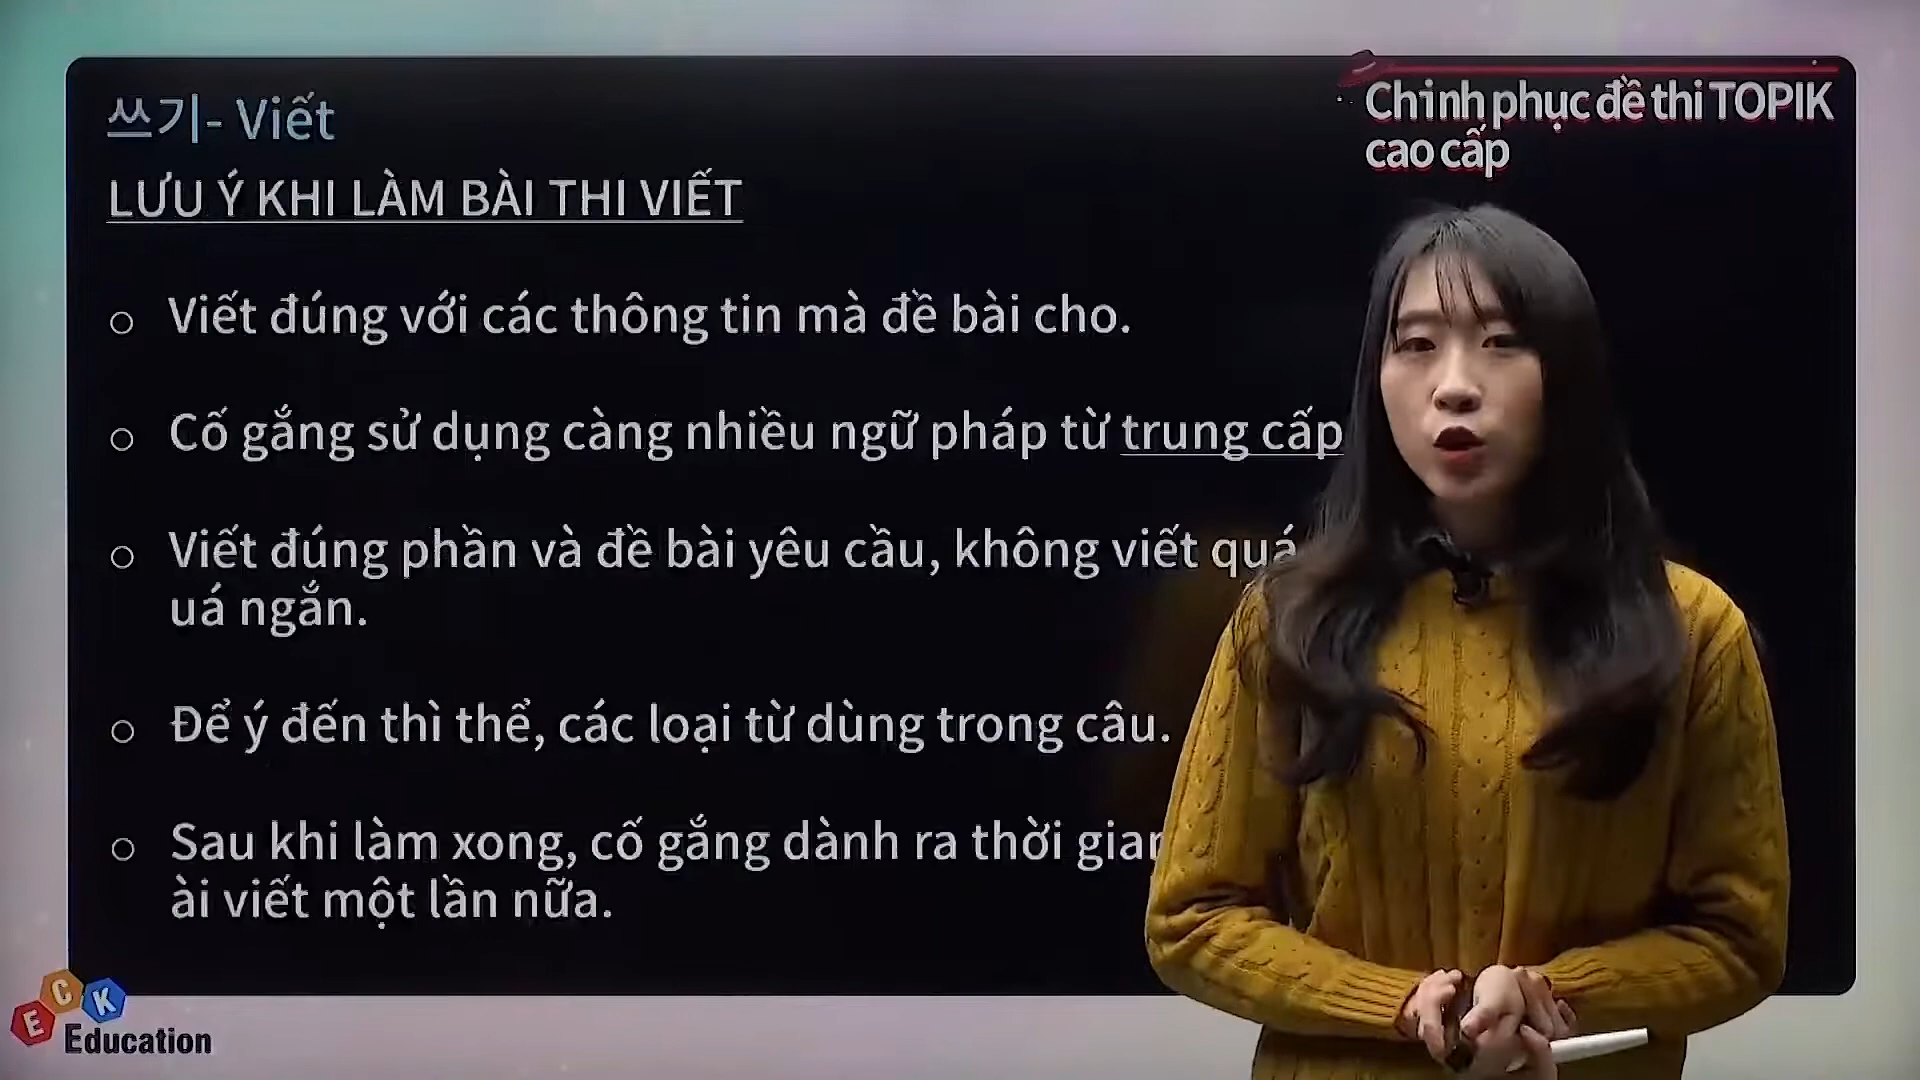 쓰기- Viết
Chinh phục đề thi TOPIK
cao cấp
LƯU Ý KHI LÀM BÀI THI VIẾT
Viết đúng với các thông tin mà đề bài cho.
Cố gắng sử dụng càng nhiều ngữ pháp từ trung cấp
Viết đúng phần và đề bài yêu cầu, không viết quá
uá ngắn.
Để ý đến thì thể, các loại từ dùng trong câu.
Sau khi làm xong, cố gắng dành ra thời gian
ài viết một lần nữa.
ECK
Education